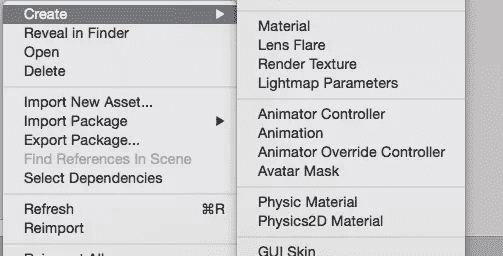 Create
Reveal in Finder
Open
Delete
Import New Asset...
Import Package
Export Package...
Find References In Scene
Select Dependencies
Refresh ⌘R
Reimport
Material
Lens Flare
Render Texture
Lightmap Parameters
Animator Controller
Animation
Animator Override Controller
Avatar Mask
Physic Material
Physics2D Material
GUI Skin